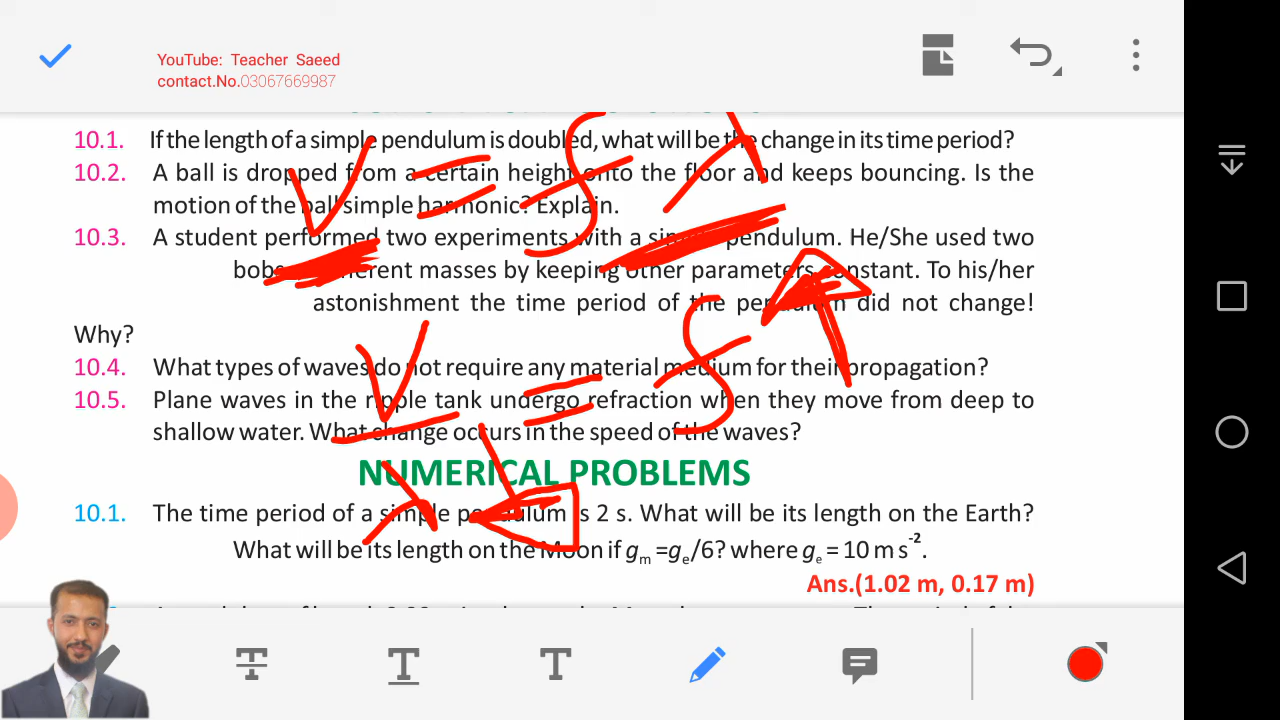 YouTube: Teacher Saeed
contact.No.03067669987
10.1. If the length of a simple pendulum is doubled, what will be the change in its time period?
10.2. A ball is dropped from a certain height onto the floor and keeps bouncing. Is the
motion of the ball simple harmonic? Explain.
10.3. A student performed two experiments with a simple pendulum. He/She used two
bobs different masses by keeping other parameters constant. To his/her
astonishment the time period of the pendulum did not change!
Why?
10.4. What types of waves do not require any material medium for their propagation?
10.5. Plane waves in the ripple tank undergo refraction when they move from deep to
shallow water. What change occurs in the speed of the waves?
NUMERICAL PROBLEMS
10.1. The time period of a simple pendulum is 2 s. What will be its length on the Earth?
What will be its length on the Moon if gₘ =gₑ/6? where gₑ = 10 m s⁻².
Ans.(1.02 m, 0.17 m)
V = f λ
V/λ = f